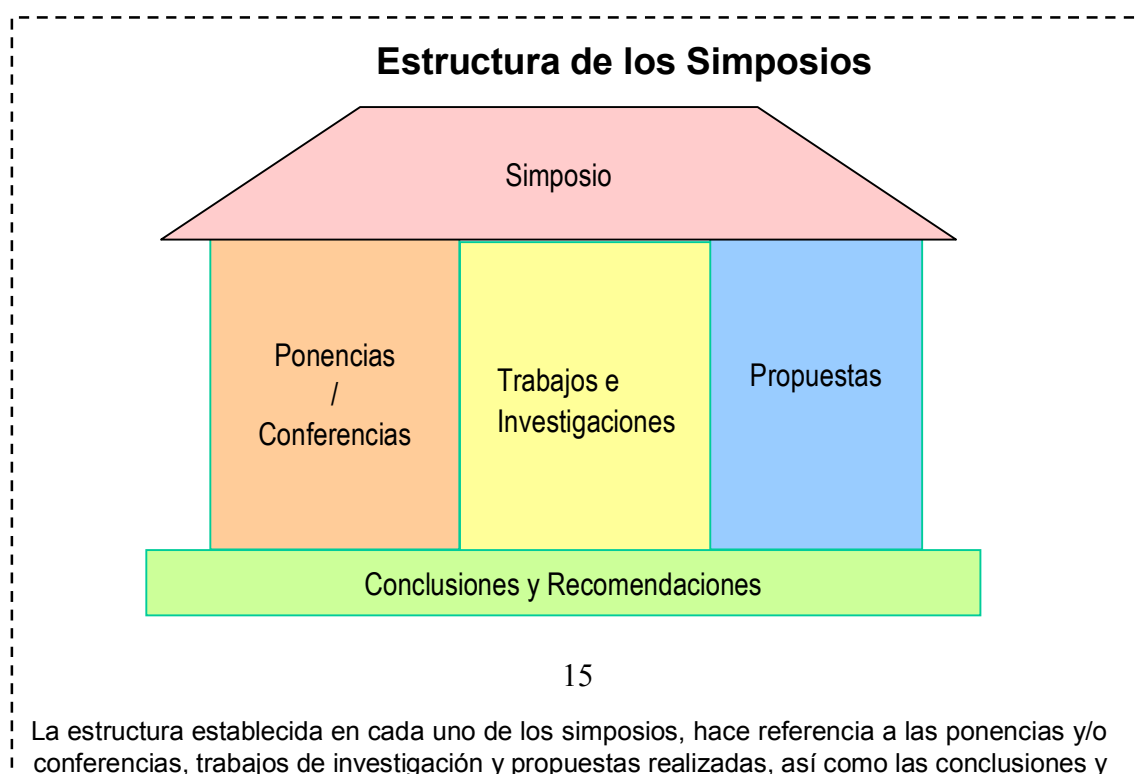 Estructura de los Simposios
Simposio
Ponencias
/
Conferencias
Trabajos e
Investigaciones
Propuestas
Conclusiones y Recomendaciones
15
La estructura establecida en cada uno de los simposios, hace referencia a las ponencias y/o
conferencias, trabajos de investigación y propuestas realizadas, así como las conclusiones y